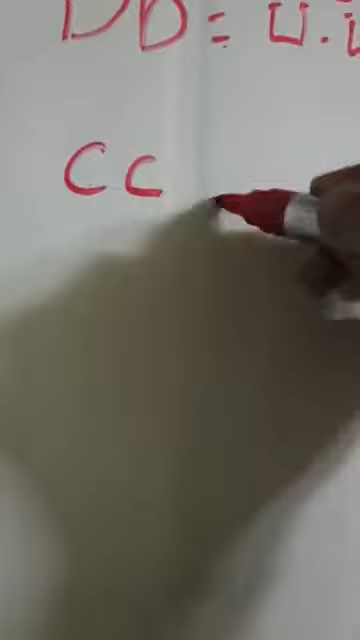 DD = 
CC